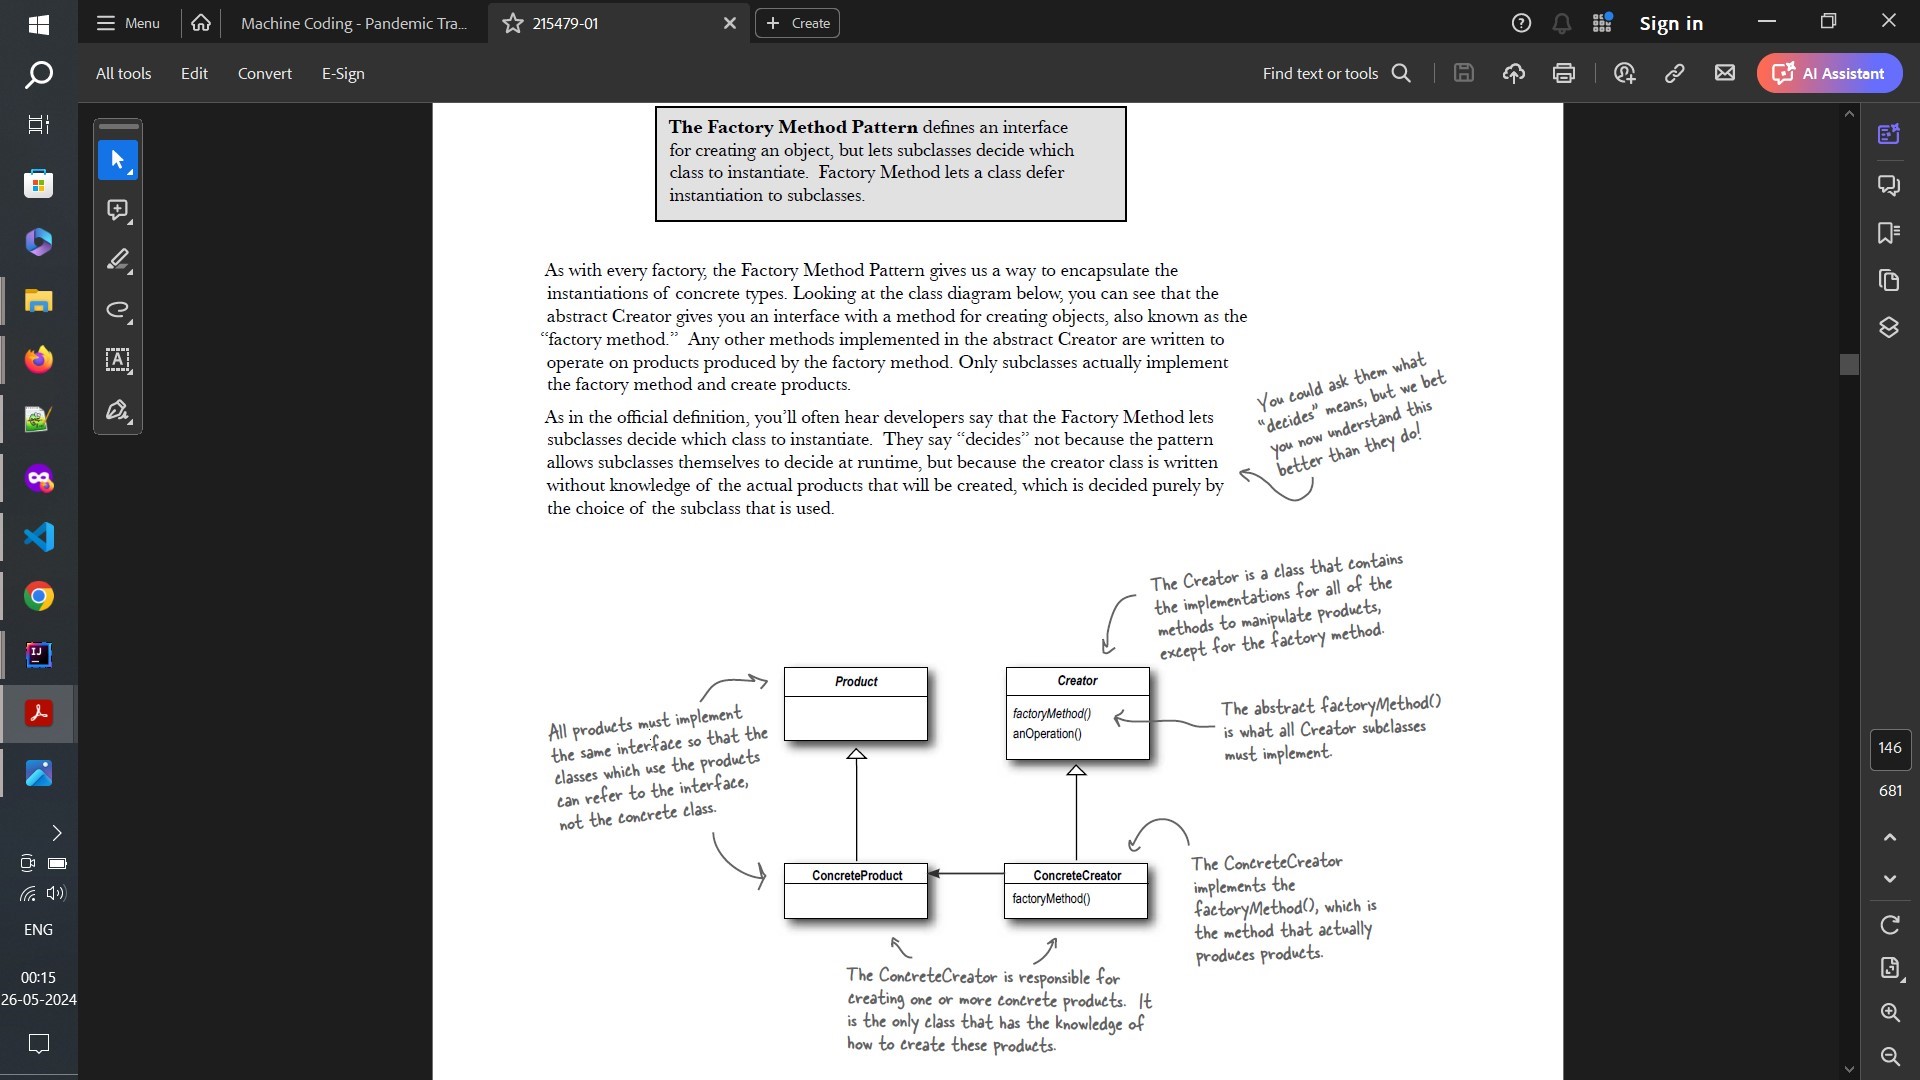 Menu
Machine Coding - Pandemic Tra...
215479-01
Create
Sign in
All tools
Edit
Convert
E-Sign
Find text or tools
AI Assistant
The Factory Method Pattern defines an interface
for creating an object, but lets subclasses decide which
class to instantiate. Factory Method lets a class defer
instantiation to subclasses.
As with every factory, the Factory Method Pattern gives us a way to encapsulate the
instantiations of concrete types. Looking at the class diagram below, you can see that the
abstract Creator gives you an interface with a method for creating objects, also known as the
“factory method.” Any other methods implemented in the abstract Creator are written to
operate on products produced by the factory method. Only subclasses actually implement
the factory method and create products.
As in the official definition, you’ll often hear developers say that the Factory Method lets
subclasses decide which class to instantiate. They say “decides” not because the pattern
allows subclasses themselves to decide at runtime, but because the creator class is written
without knowledge of the actual products that will be created, which is decided purely by
the choice of the subclass that is used.
You could ask them what
“decides” means, but we bet
you now understand this
better than they do!
The Creator is a class that contains
the implementations for all of the
methods to manipulate products,
except for the factory method.
Product
Creator
factoryMethod()
anOperation()
The abstract factoryMethod()
is what all Creator subclasses
must implement.
All products must implement
the same interface so that the
classes which use the products
can refer to the interface,
not the concrete class.
ConcreteProduct
ConcreteCreator
factoryMethod()
The ConcreteCreator
implements the
factoryMethod(), which is
the method that actually
produces products.
The ConcreteCreator is responsible for
creating one or more concrete products. It
is the only class that has the knowledge of
how to create these products.
146
681
IJ
ENG
00:15
26-05-2024